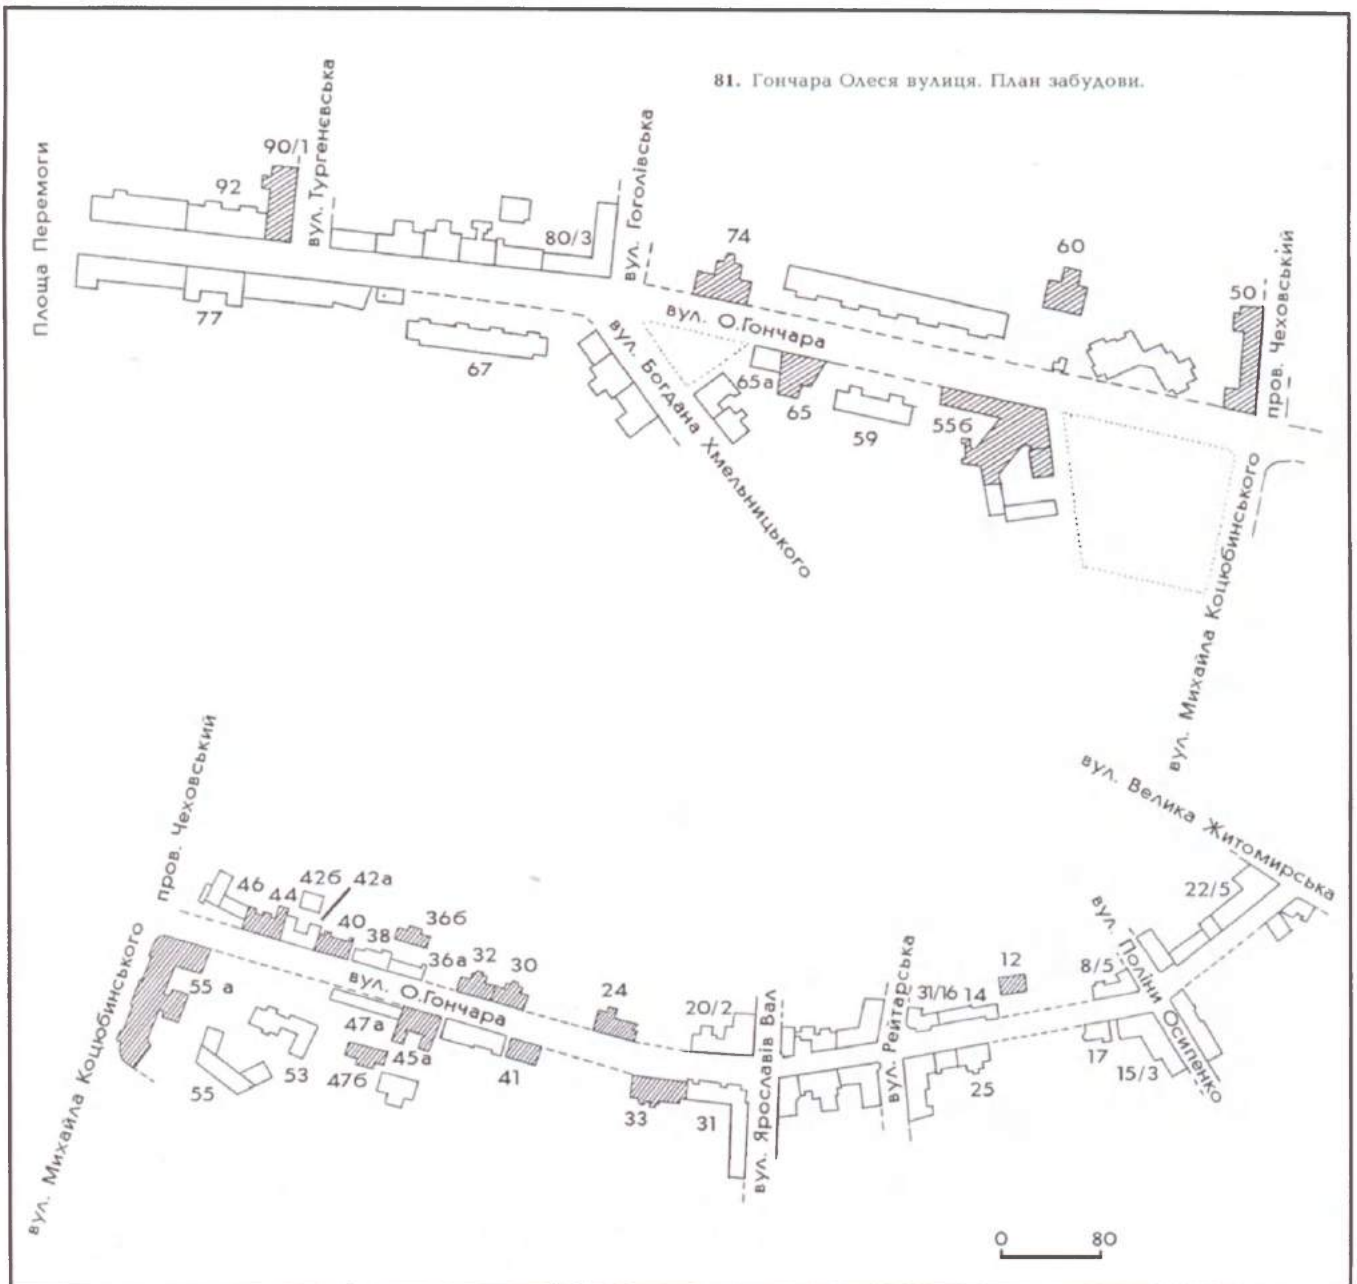 81. Гончара Олеся вулиця. План забудови.
Площа Перемоги
92
90/1
вул. Тургенєвська
80/3
вул. Гоголівська
74
60
50
пров. Чеховський
вул. О.Гончара
77
67
вул. Богдана Хмельницького
65а
65
59
55б
вул. Михайла Коцюбинського
пров. Чеховський
вул. Михайла Коцюбинського
46
44
42б
42а
40
38
36б
36а
32
30
24
20/2
вул. О.Гончара
55 а
55
53
47а
47б
45а
41
33
31
вул. Ярославів Вал
вул. Рейтарська
31/16
14
12
25
8/5
17
15/3
вул. Поліни Осипенко
22/5
вул. Велика Житомирська
0 80